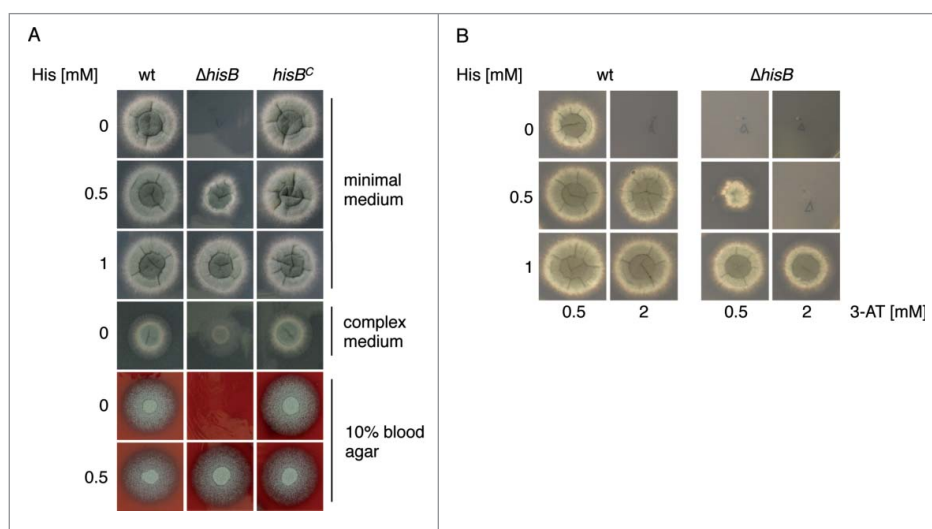 A
His [mM] wt ΔhisB hisBᶜ
0
0.5 minimal medium
1
0 complex medium
0
10% blood agar
0.5
B
His [mM] wt ΔhisB
0
0.5
1
0.5 2 0.5 2 3-AT [mM]